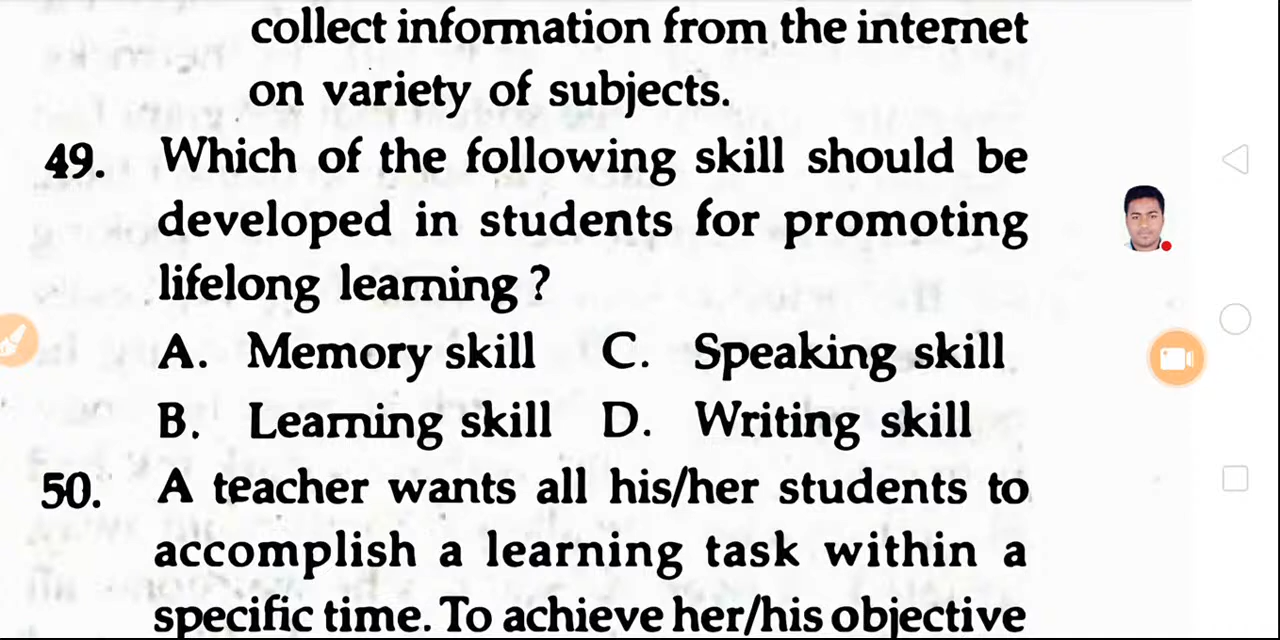 collect information from the internet
on variety of subjects.
49. Which of the following skill should be
developed in students for promoting
lifelong learning ?
A. Memory skill C. Speaking skill
B. Learning skill D. Writing skill
50. A teacher wants all his/her students to
accomplish a learning task within a
specific time. To achieve her/his objective